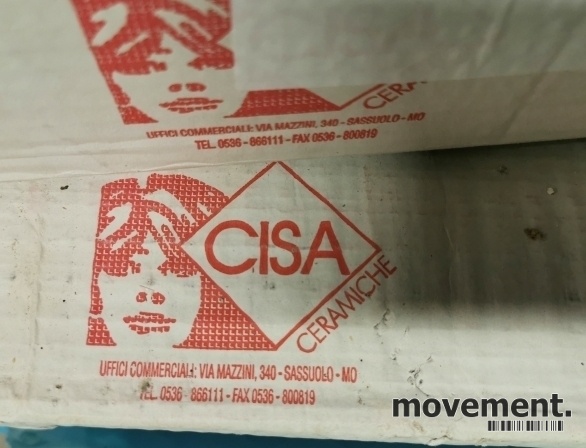 CERA
UFFICI COMMERCIALI: VIA MAZZINI, 340 - SASSUOLO - MO
TEL. 0536 - 866111 - FAX 0536 - 800819
CISA
CERAMICHE
UFFICI COMMERCIALI: VIA MAZZINI, 340 - SASSUOLO - MO
TEL. 0536 - 866111 - FAX 0536 - 800819
movement.